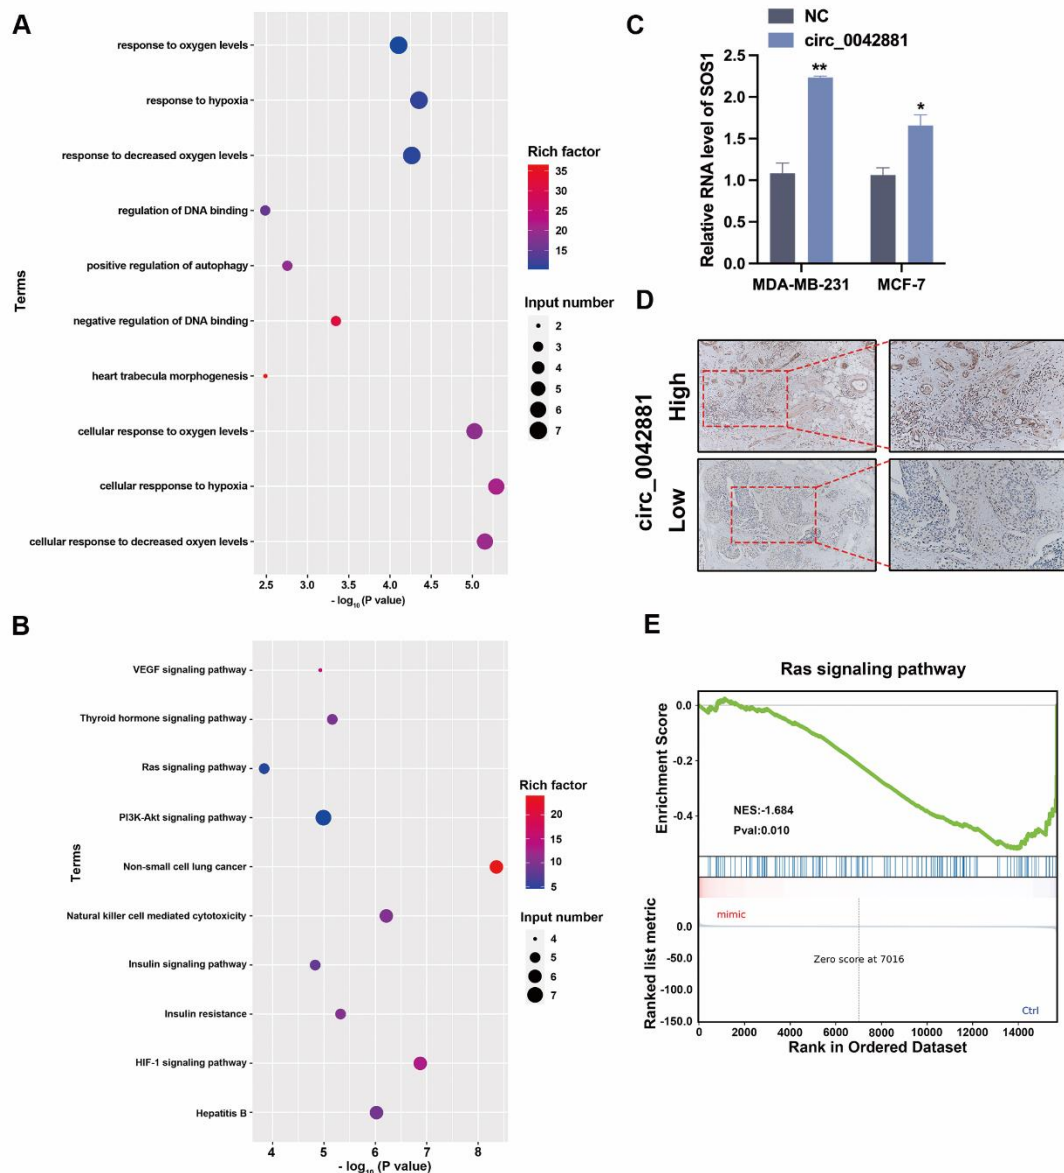 A
response to oxygen levels
response to hypoxia
response to decreased oxygen levels
regulation of DNA binding
positive regulation of autophagy
negative regulation of DNA binding
heart trabecula morphogenesis
cellular response to oxygen levels
cellular respponse to hypoxia
cellular response to decreased oxyen levels
Terms
2.5 3.0 3.5 4.0 4.5 5.0
- log10 (P value)
Rich factor
35
30
25
20
15
Input number
2
3
4
5
6
7
B
VEGF signaling pathway
Thyroid hormone signaling pathway
Ras signaling pathway
PI3K-Akt signaling pathway
Non-small cell lung cancer
Natural killer cell mediated cytotoxicity
Insulin signaling pathway
Insulin resistance
HIF-1 signaling pathway
Hepatitis B
Terms
4 5 6 7 8
- log10 (P value)
Rich factor
20
15
10
5
Input number
4
5
6
7
C
NC
circ_0042881
Relative RNA level of SOS1
2.5
2.0
1.5
1.0
0.5
0.0
**
*
MDA-MB-231 MCF-7
D
circ_0042881
High
Low
E
Ras signaling pathway
Enrichment Score
0.0
-0.2
-0.4
NES:-1.684
Pval:0.010
Ranked list metric
mimic
0.0
-50.0
-100.0
-150.0
Zero score at 7016
Ctrl
0 2000 4000 6000 8000 10000 12000 14000
Rank in Ordered Dataset